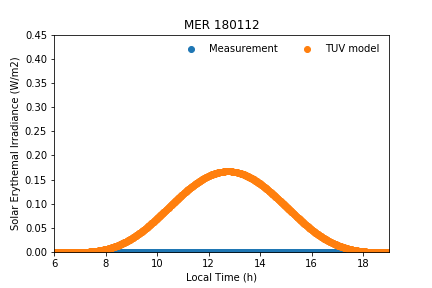 MER 180112
Measurement
TUV model
Solar Erythemal Irradiance (W/m2)
0.45
0.40
0.35
0.30
0.25
0.20
0.15
0.10
0.05
0.00
6 8 10 12 14 16 18
Local Time (h)